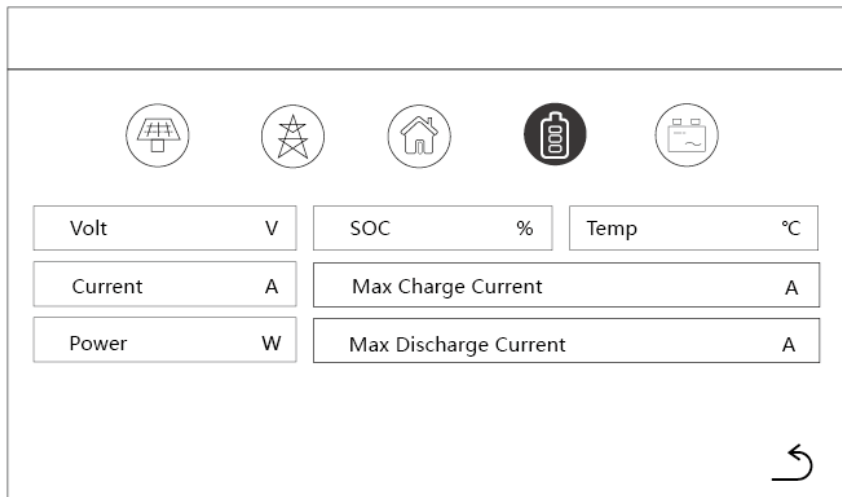 Volt V SOC % Temp ℃
Current A Max Charge Current A
Power W Max Discharge Current A